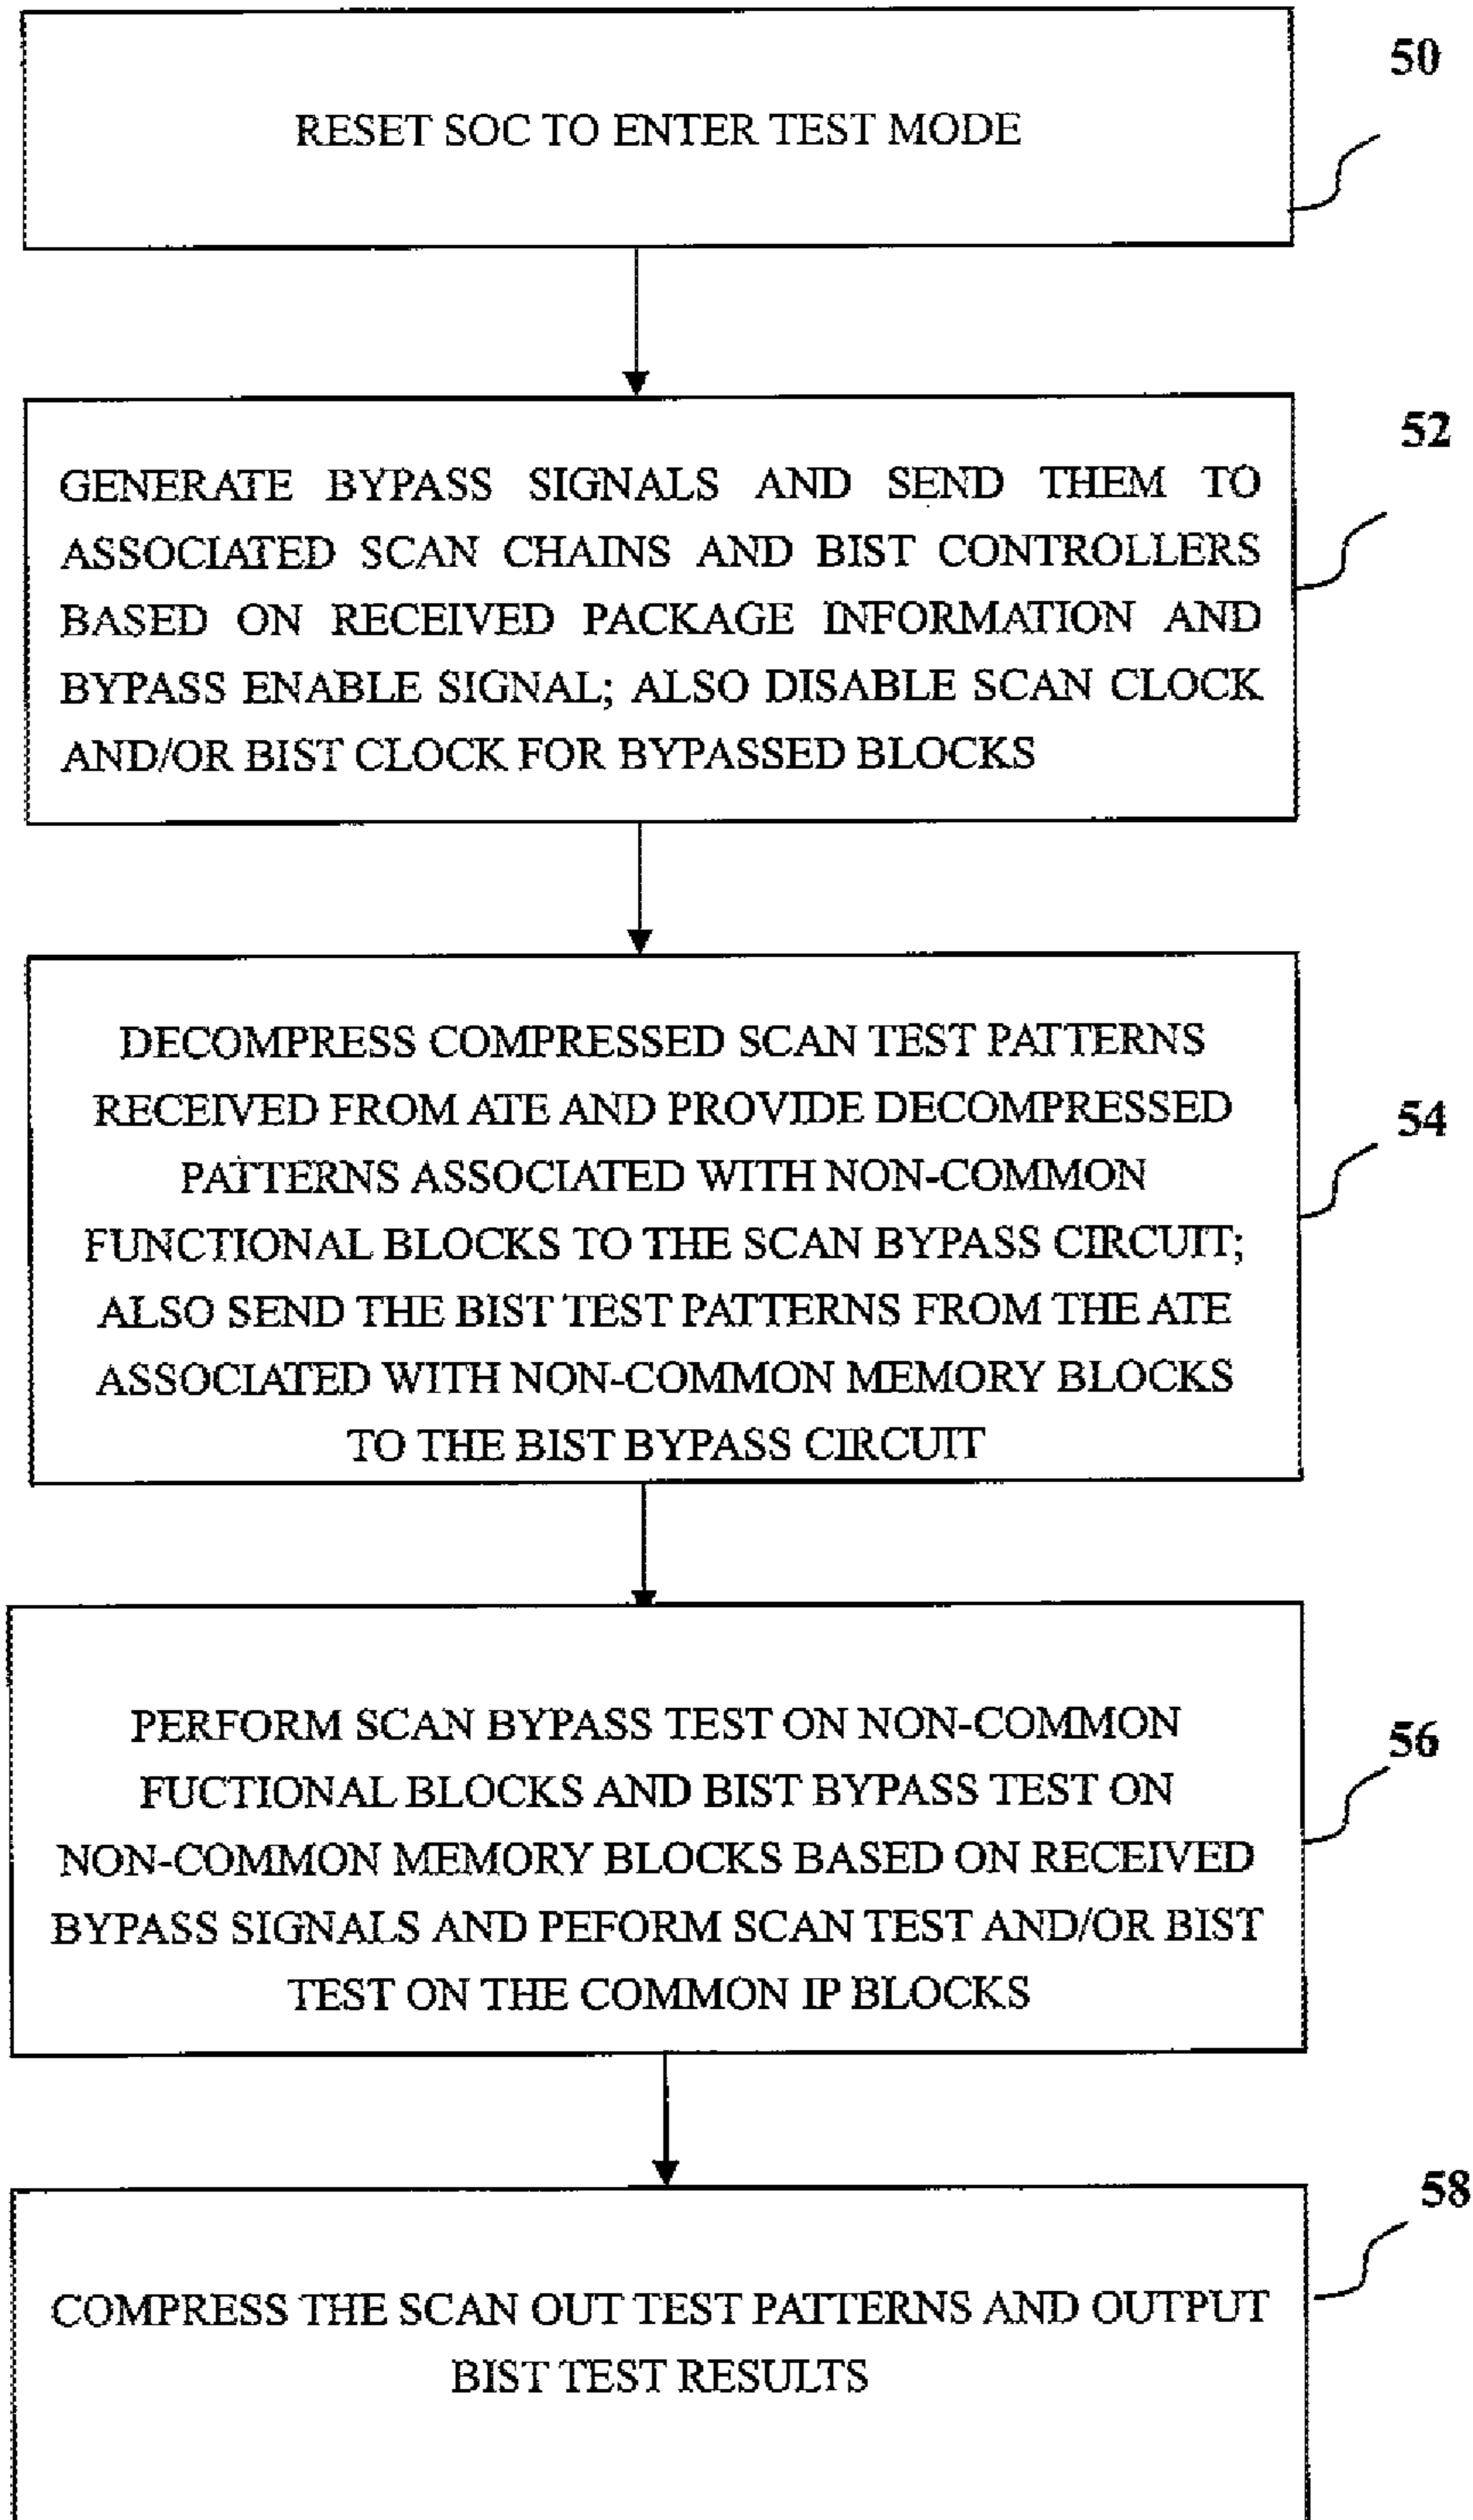 50
RESET SOC TO ENTER TEST MODE
52
GENERATE BYPASS SIGNALS AND SEND THEM TO
ASSOCIATED SCAN CHAINS AND BIST CONTROLLERS
BASED ON RECEIVED PACKAGE INFORMATION AND
BYPASS ENABLE SIGNAL; ALSO DISABLE SCAN CLOCK
AND/OR BIST CLOCK FOR BYPASSED BLOCKS
54
DECOMPRESS COMPRESSED SCAN TEST PATTERNS
RECEIVED FROM ATE AND PROVIDE DECOMPRESSED
PATTERNS ASSOCIATED WITH NON-COMMON
FUNCTIONAL BLOCKS TO THE SCAN BYPASS CIRCUIT;
ALSO SEND THE BIST TEST PATTERNS FROM THE ATE
ASSOCIATED WITH NON-COMMON MEMORY BLOCKS
TO THE BIST BYPASS CIRCUIT
56
PERFORM SCAN BYPASS TEST ON NON-COMMON
FUCTIONAL BLOCKS AND BIST BYPASS TEST ON
NON-COMMON MEMORY BLOCKS BASED ON RECEIVED
BYPASS SIGNALS AND PEFORM SCAN TEST AND/OR BIST
TEST ON THE COMMON IP BLOCKS
58
COMPRESS THE SCAN OUT TEST PATTERNS AND OUTPUT
BIST TEST RESULTS